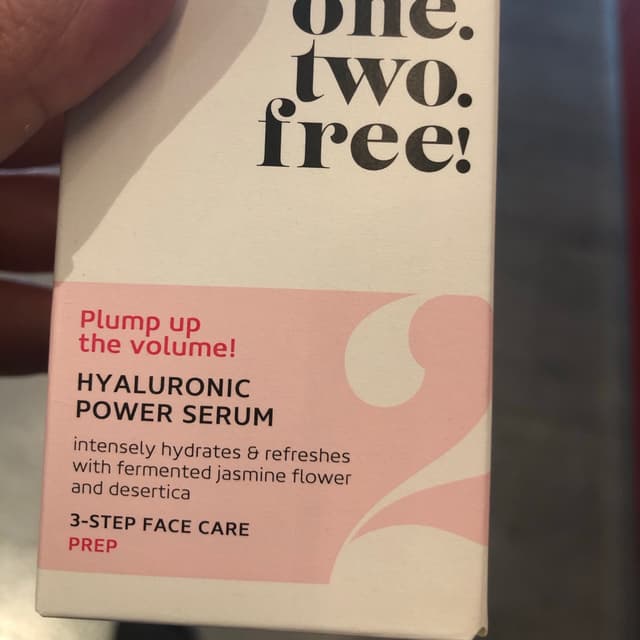 one.
two.
free!
Plump up
the volume!
HYALURONIC
POWER SERUM
intensely hydrates & refreshes
with fermented jasmine flower
and desertica
3-STEP FACE CARE
PREP
2